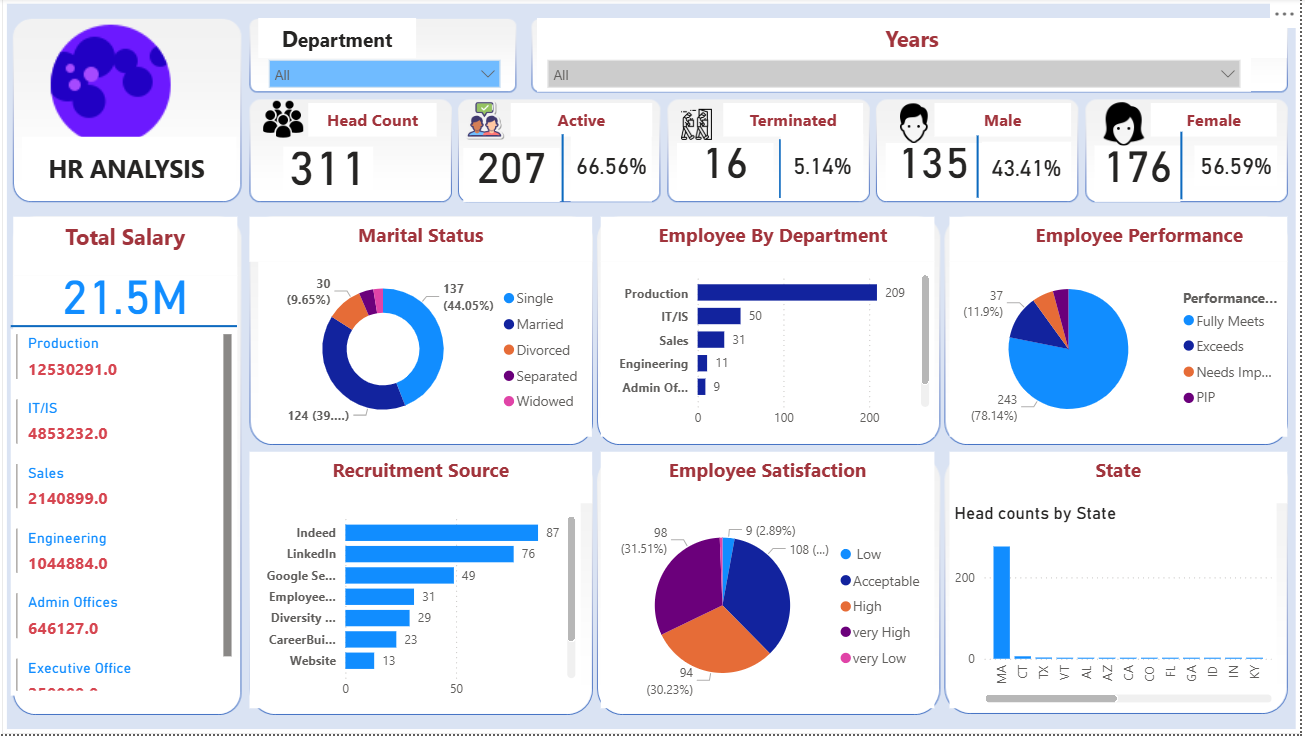 HR ANALYSIS
Department
All
Years
All
Head Count
311
Active
207
66.56%
Terminated
16
5.14%
Male
135
43.41%
Female
176
56.59%
Total Salary
21.5M
Production
12530291.0
IT/IS
4853232.0
Sales
2140899.0
Engineering
1044884.0
Admin Offices
646127.0
Executive Office
Marital Status
30
(9.65%)
137
(44.05%)
124 (39....)
Single
Married
Divorced
Separated
Widowed
Employee By Department
Production 209
IT/IS 50
Sales 31
Engineering 11
Admin Of... 9
0 100 200
Employee Performance
37
(11.9%)
243
(78.14%)
Performance...
Fully Meets
Exceeds
Needs Imp...
PIP
Recruitment Source
Indeed 87
LinkedIn 76
Google Se... 49
Employee... 31
Diversity ... 29
CareerBui... 23
Website 13
0 50
Employee Satisfaction
98
(31.51%)
9 (2.89%)
108 (...)
94
(30.23%)
Low
Acceptable
High
very High
very Low
State
Head counts by State
200
0
MA CT TX VT AL AZ CA CO FL GA ID IN KY